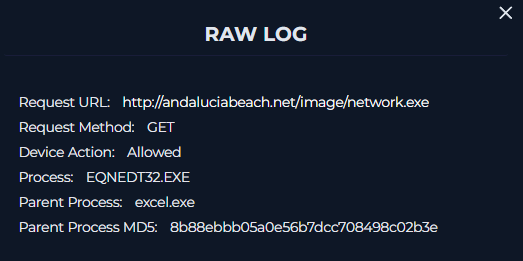 RAW LOG
Request URL: http://andaluciabeach.net/image/network.exe
Request Method: GET
Device Action: Allowed
Process: EQNEDT32.EXE
Parent Process: excel.exe
Parent Process MD5: 8b88ebbb05a0e56b7dcc708498c02b3e